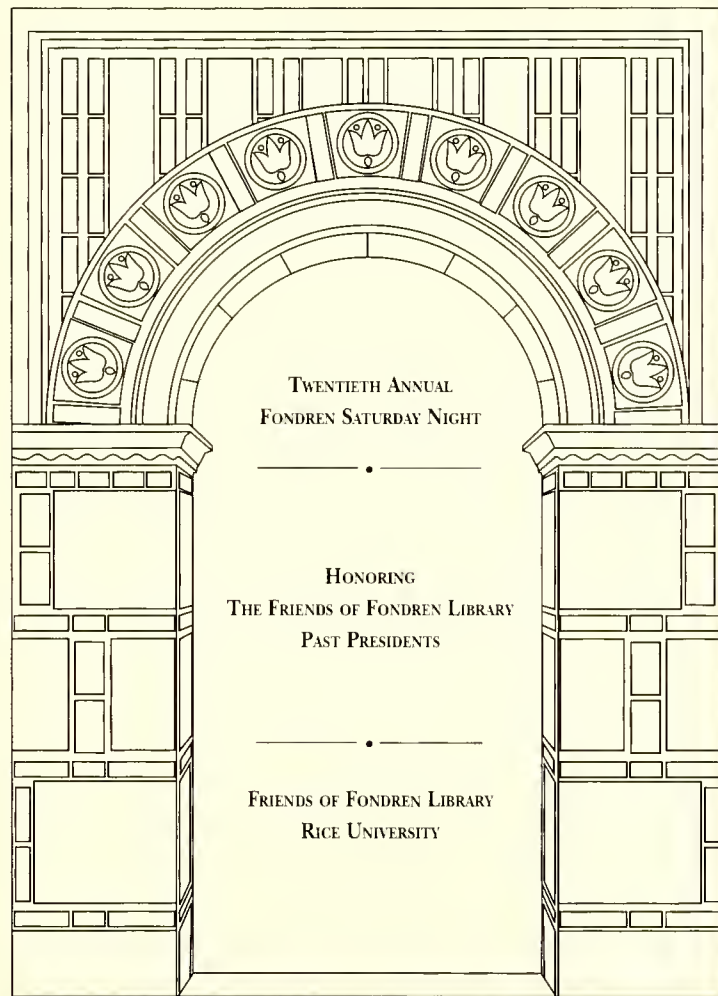 Twentieth Annual
Fondren Saturday Night
Honoring
The Friends of Fondren Library
Past Presidents
Friends of Fondren Library
Rice University